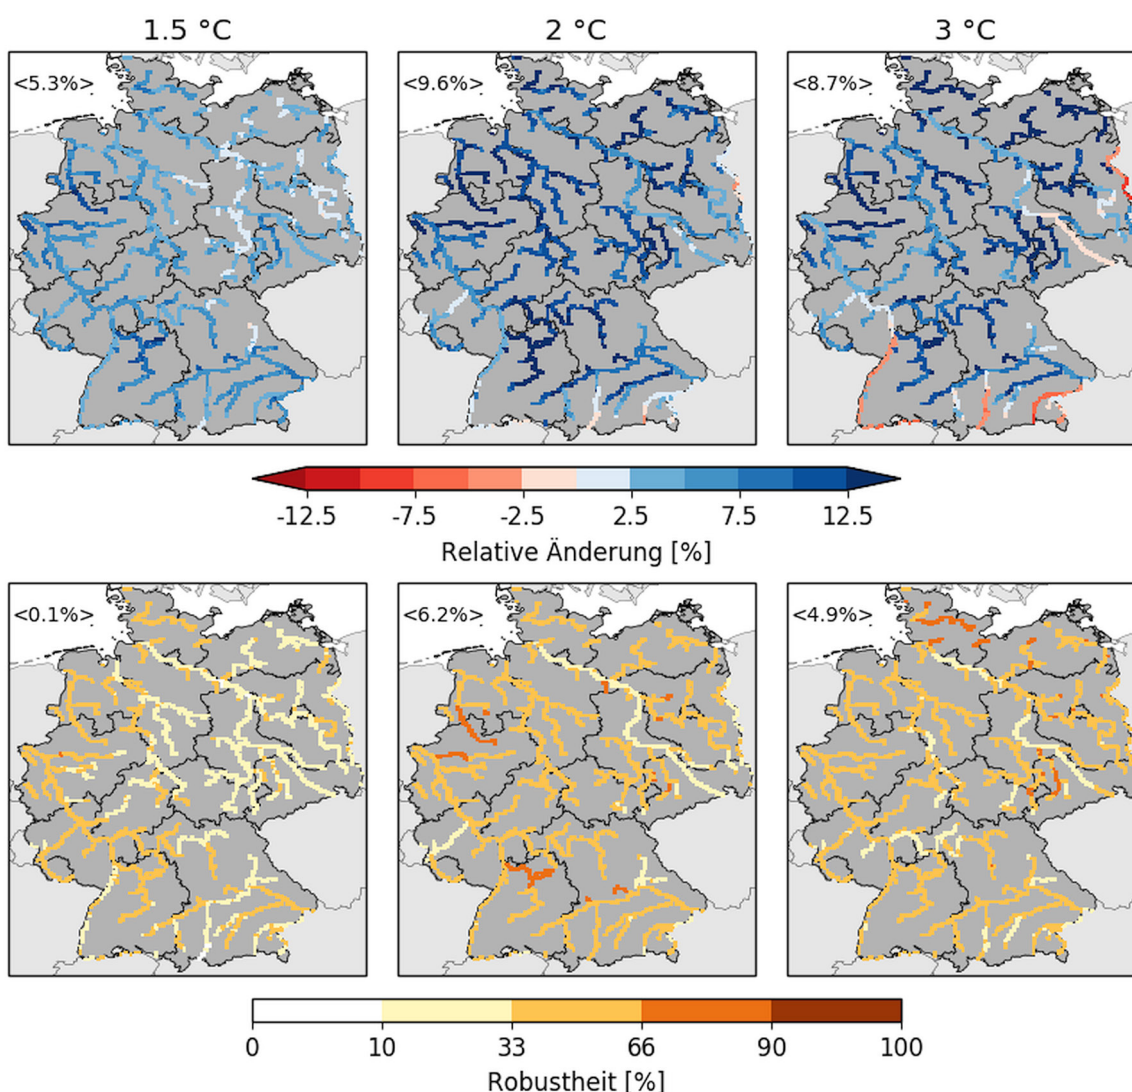 1.5 °C 2 °C 3 °C
<5.3%> <9.6%> <8.7%>
-12.5 -7.5 -2.5 2.5 7.5 12.5
Relative Änderung [%]
<0.1%> <6.2%> <4.9%>
0 10 33 66 90 100
Robustheit [%]